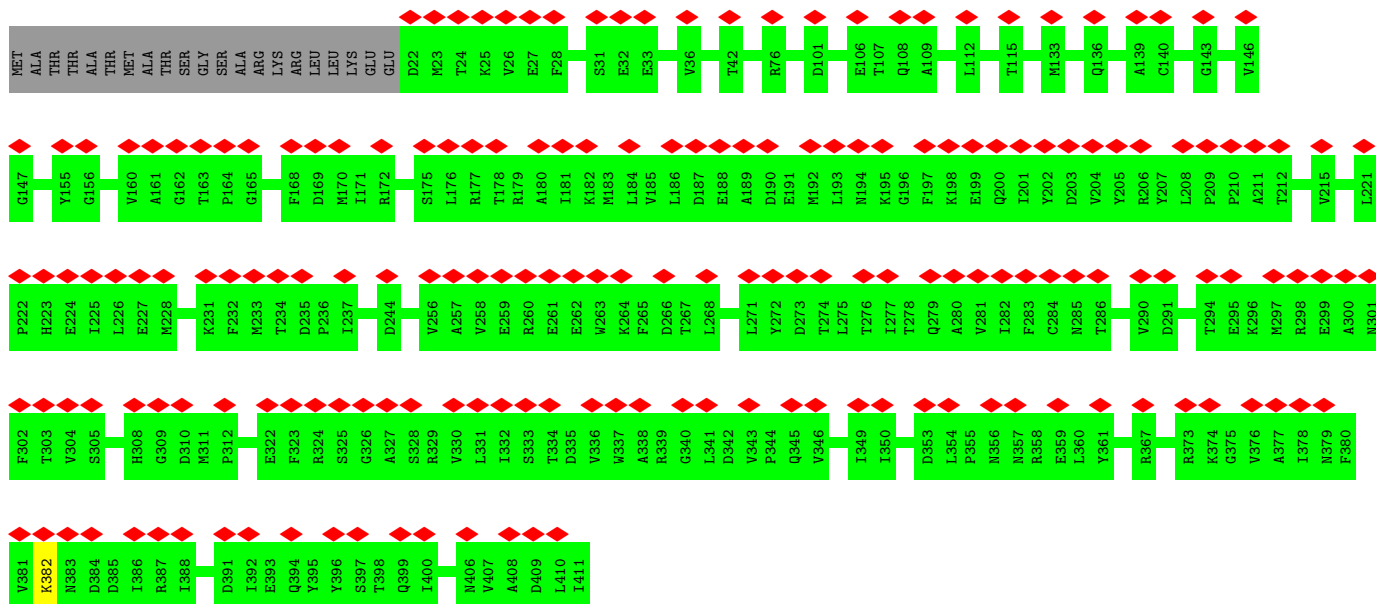 MET ALA THR THR ALA THR MET ALA THR SER GLY SER ALA ARG LYS ARG LEU LEU LYS GLU GLU D22 M23 T24 K25 V26 E27 F28 S31 E32 E33 V36 T42 R76 D101 E106 T107 Q108 A109 L112 T115 M133 Q136 A139 C140 G143 V146
G147 Y155 G156 V160 A161 G162 T163 P164 G165 F168 D169 M170 I171 R172 S175 L176 R177 T178 R179 A180 I181 K182 M183 L184 V185 L186 D187 E188 A189 D190 E191 M192 L193 N194 K195 G196 F197 K198 E199 Q200 I201 Y202 D203 V204 Y205 R206 Y207 L208 P209 P210 A211 T212 V215 L221
P222 H223 E224 I225 L226 E227 M228 K231 F232 M233 T234 D235 P236 I237 D244 V256 A257 V258 E259 R260 E261 E262 W263 K264 F265 D266 T267 L268 L271 Y272 D273 T274 L275 T276 I277 T278 Q279 A280 V281 I282 F283 C284 N285 T286 V290 D291 T294 E295 K296 M297 R298 E299 A300 N301
F302 T303 V304 S305 H308 G309 D310 M311 P312 E322 F323 R324 S325 G326 A327 S328 R329 V330 L331 I332 S333 T334 D335 V336 W337 A338 R339 G340 L341 D342 V343 P344 Q345 V346 I349 I350 D353 L354 P355 N356 N357 R358 E359 L360 Y361 R367 R373 K374 G375 V376 A377 I378 N379 F380
V381 K382 N383 D384 D385 I386 R387 I388 D391 I392 E393 Q394 Y395 Y396 S397 T398 Q399 I400 N406 V407 A408 D409 L410 I411